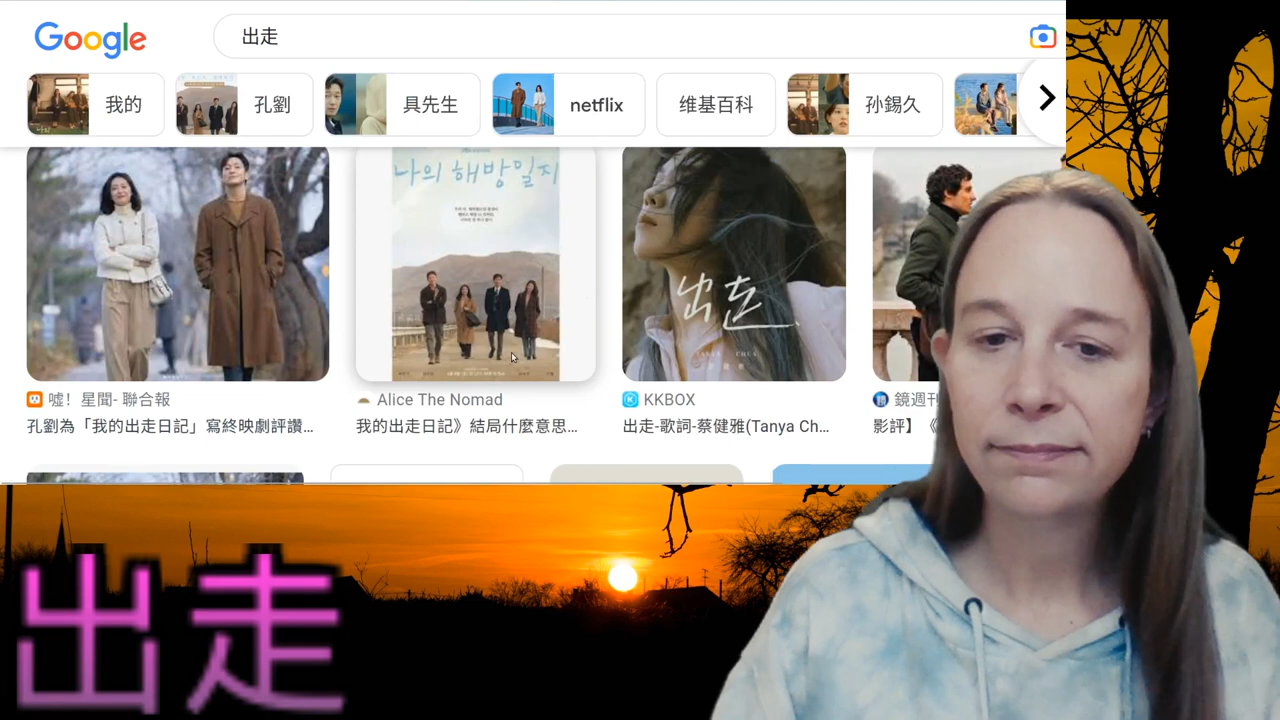 Google
出走
我的
孔劉
具先生
netflix
维基百科
孙錫久
나의 해방일지
出走
TANYA CHUA
嘘！星聞- 聯合報
Alice The Nomad
KKBOX
鏡週刊
孔劉為「我的出走日記」寫終映劇評讚...
我的出走日記》結局什麼意思...
出走-歌詞-蔡健雅(Tanya Ch...
影評】《
出走